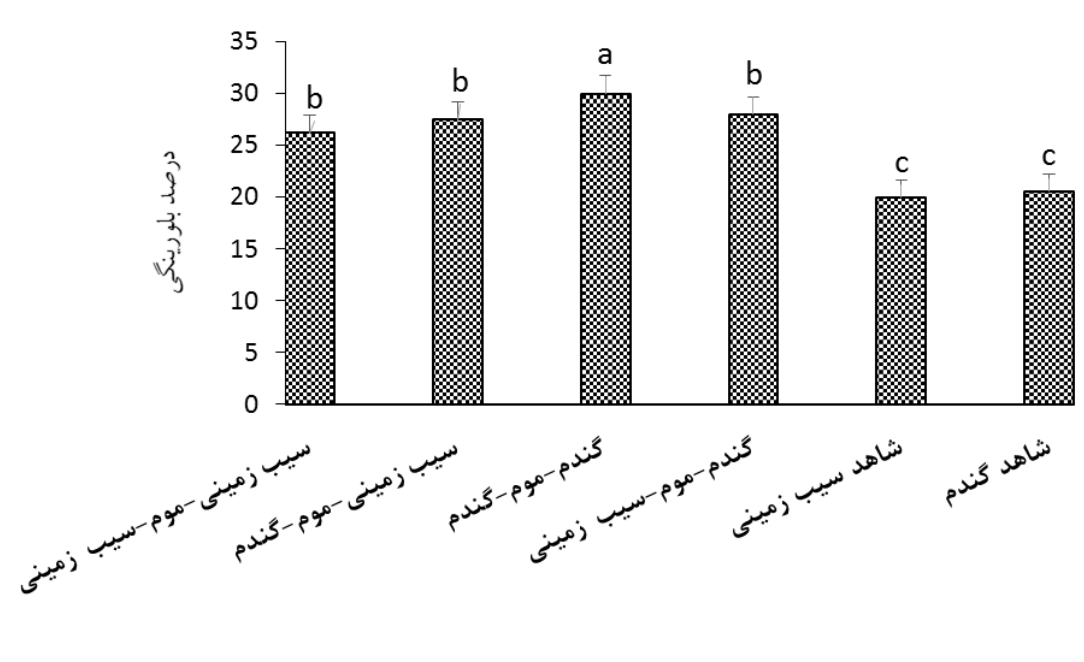 35
30
25
20
15
10
5
0
درصد بلورینگی
b
b
a
b
c
c
سیب زمینی-موم-سیب زمینی
سیب زمینی-موم-گندم
گندم-موم-گندم
گندم-موم-سیب زمینی
شاهد سیب زمینی
شاهد گندم